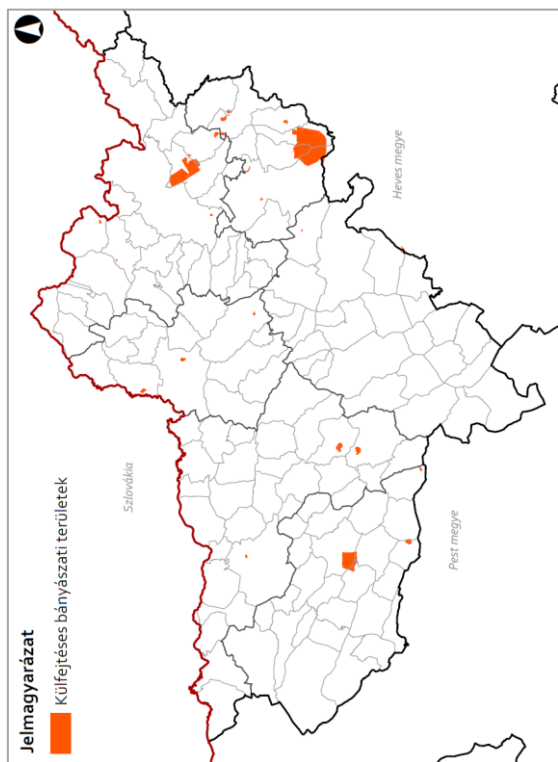 Jelmagyarázat
Külfejtéses bányászati területek
Szlovákia
Pest megye
Heves megye